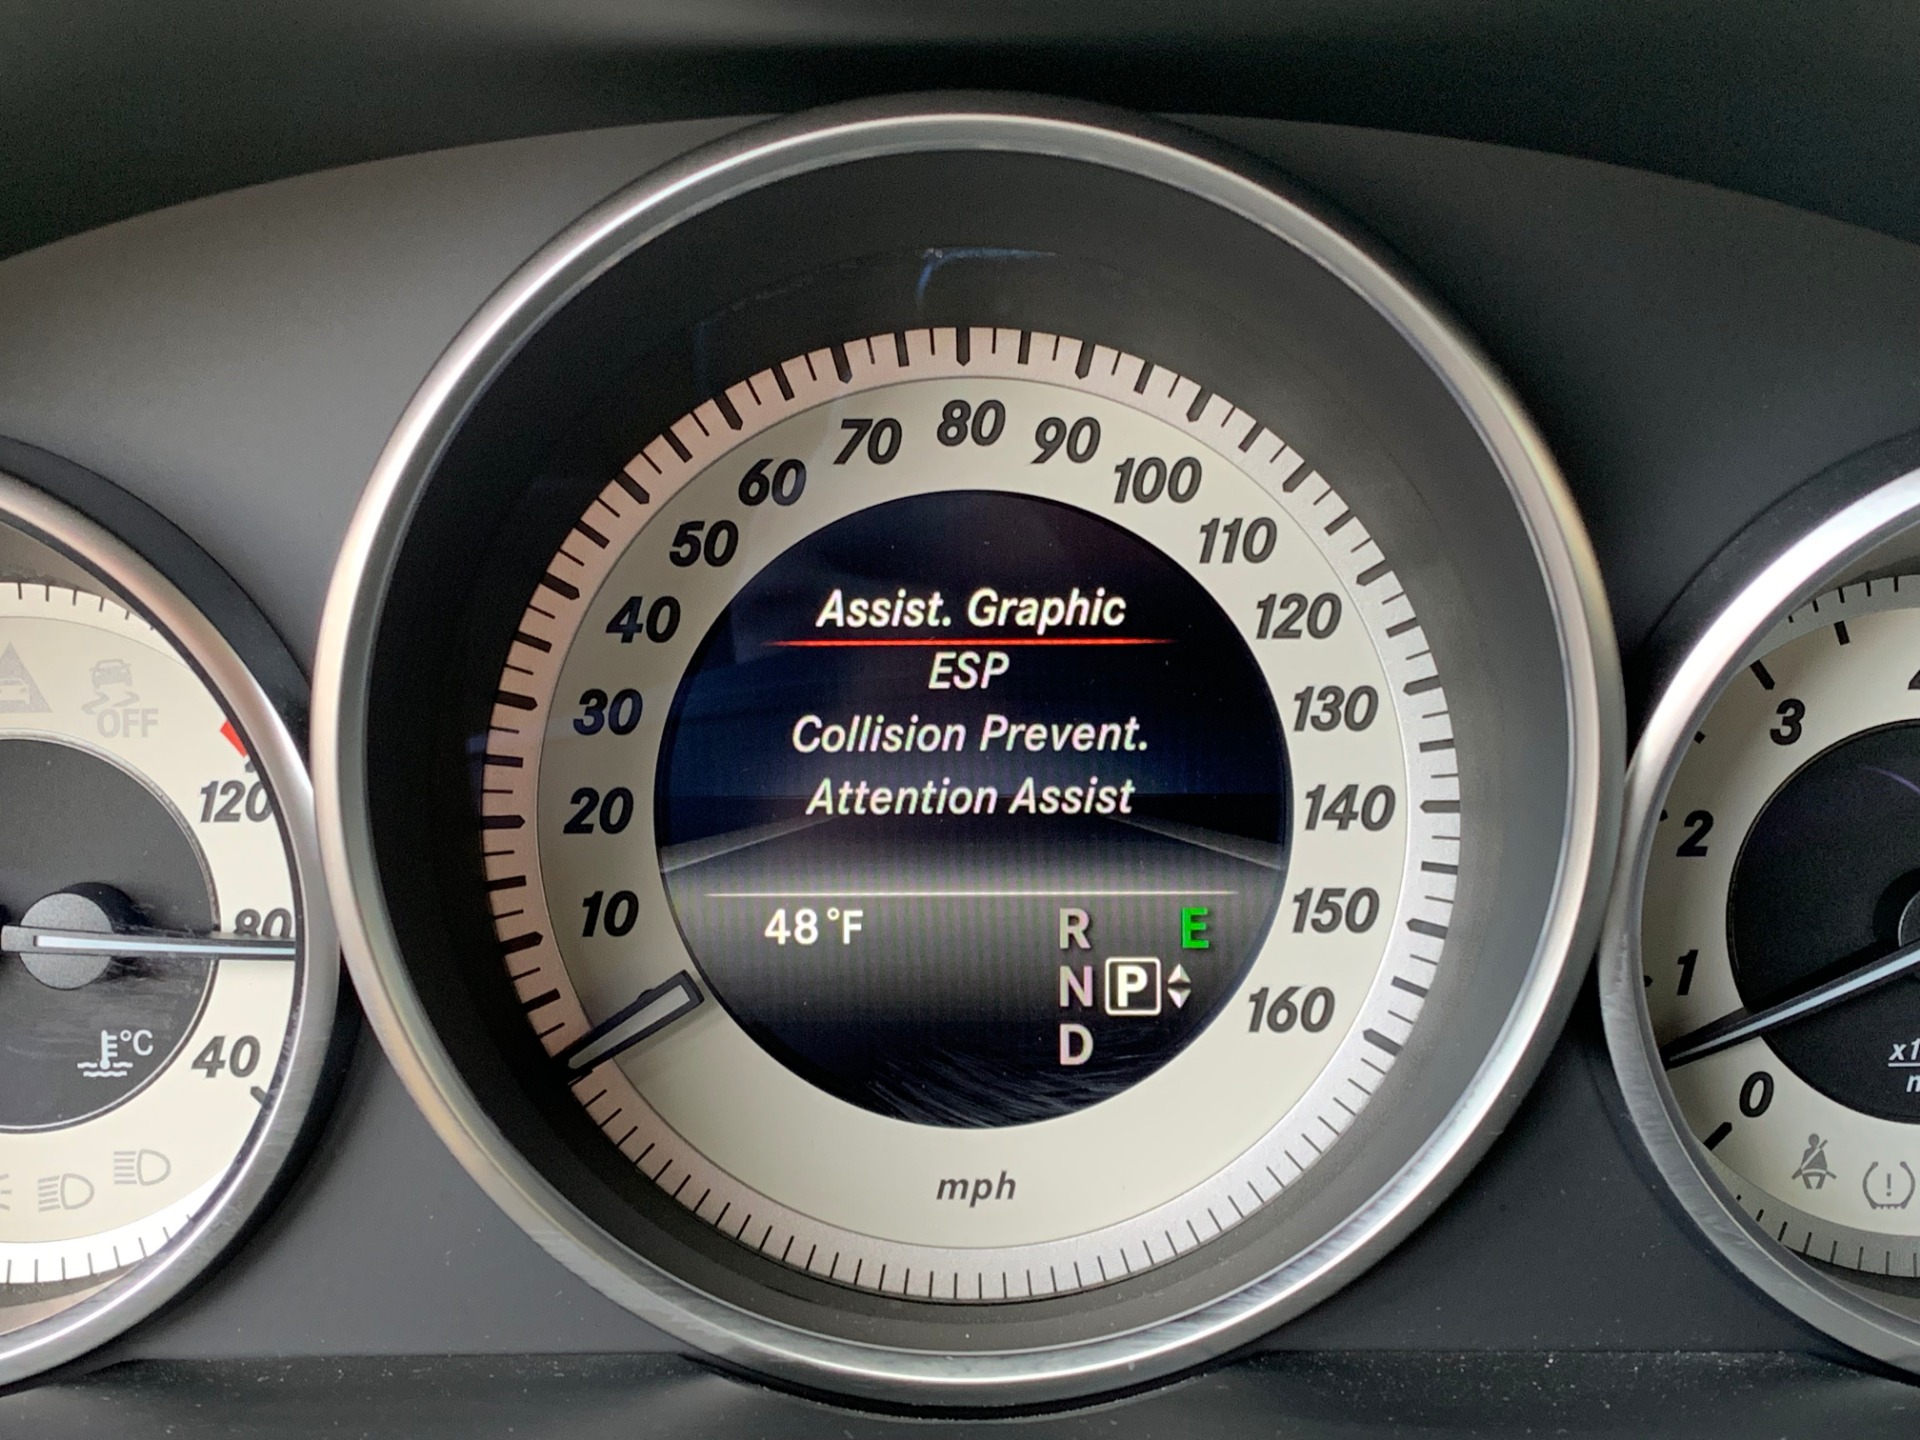 80
70
90
60
100
50
110
40
120
30
130
20
140
10
150
160
mph
Assist. Graphic
ESP
Collision Prevent.
Attention Assist
48°F
R
E
N
P
D
OFF
120
80
40
°C
3
2
1
0